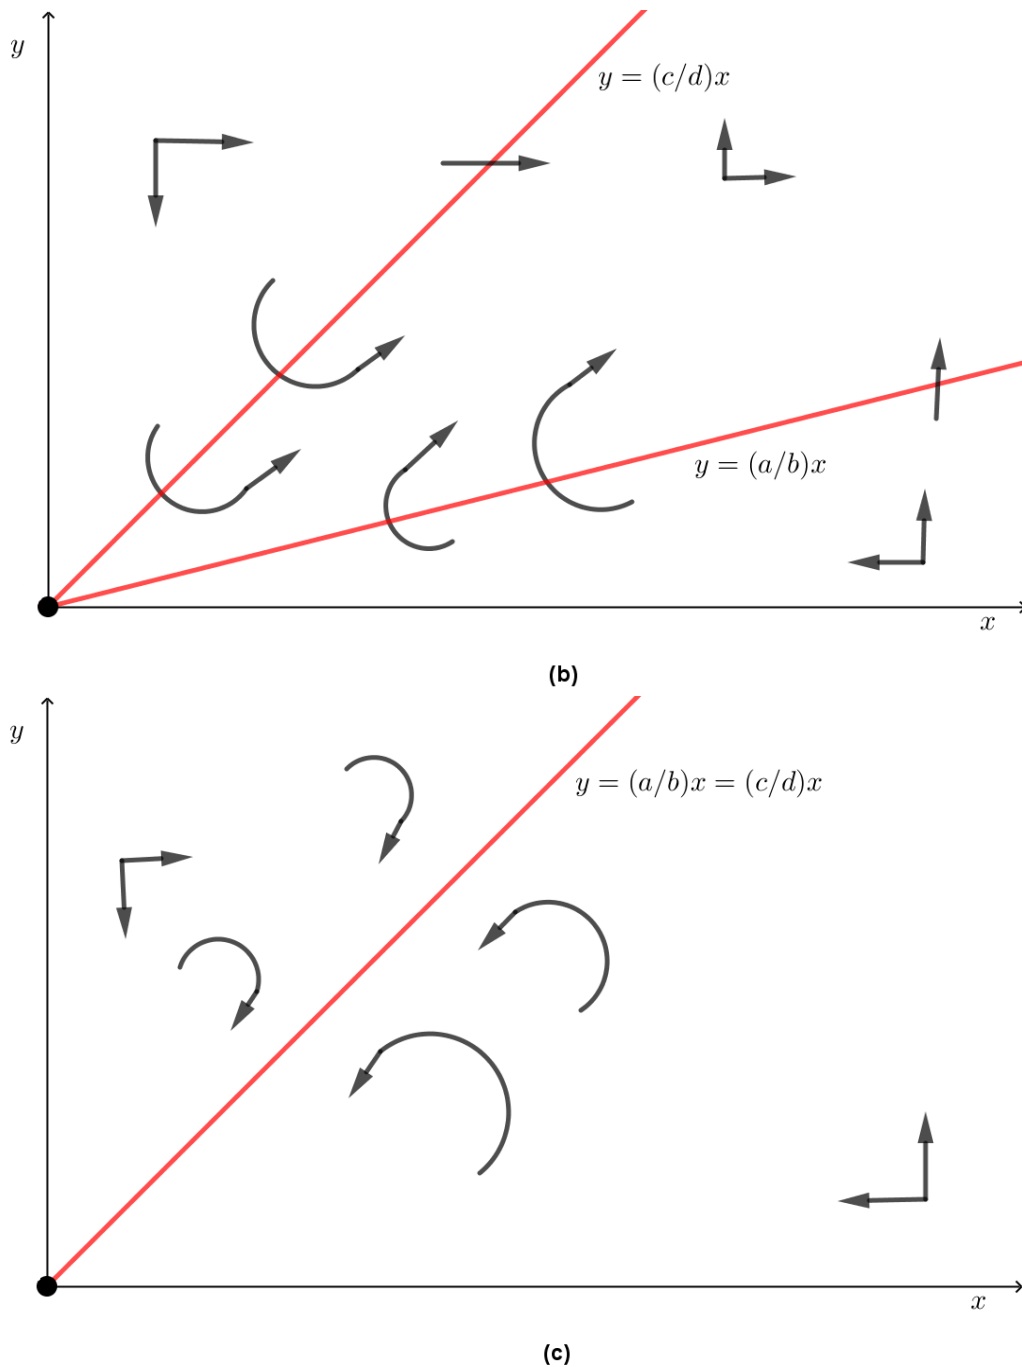 y
y = (c/d)x
y = (a/b)x
x
(b)
y
y = (a/b)x = (c/d)x
x
(c)